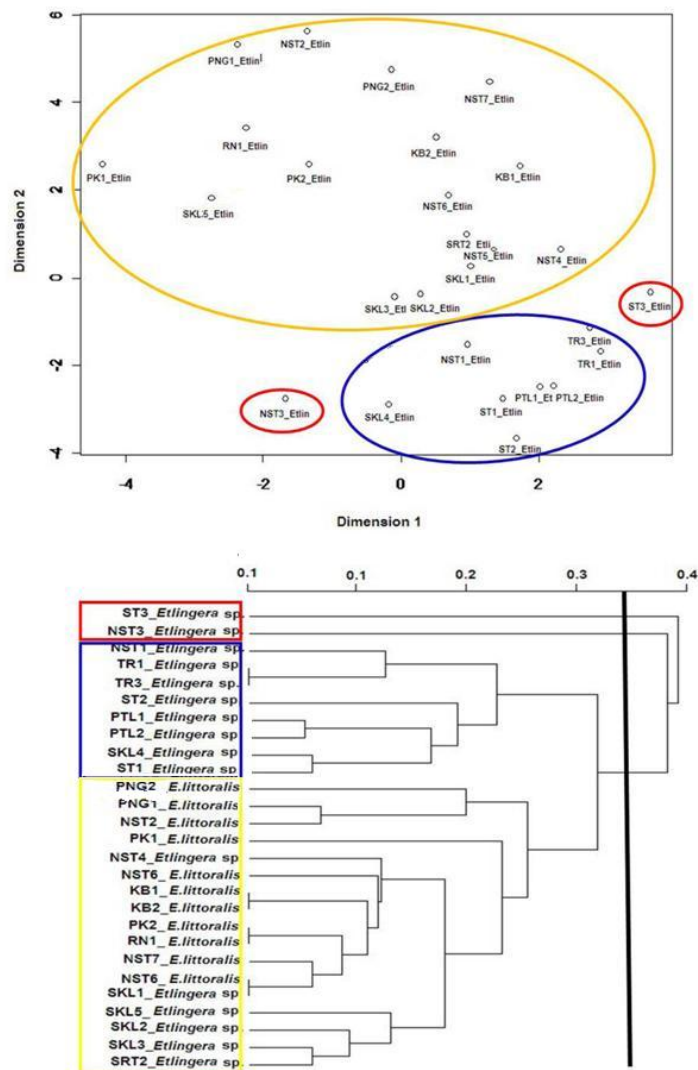 PNG1_Etlin
NST2_Etlin
PNG2_Etlin
NST7_Etlin
RN1_Etlin
KB2_Etlin
PK1_Etlin
PK2_Etlin
KB1_Etlin
SKL5_Etlin
NST6_Etlin
SRT2_Etli
NST5_Etlin
NST4_Etlin
SKL1_Etlin
SKL3_Etl
SKL2_Etlin
ST3_Etlin
TR3_Etlin
NST1_Etlin
TR1_Etlin
PTL1_Et
PTL2_Etlin
NST3_Etlin
SKL4_Etlin
ST1_Etlin
ST2_Etlin
6
4
2
0
-2
-4
Dimension 2
-4
-2
0
2
Dimension 1
0.1
0.1
0.2
0.3
0.4
ST3_Etlingera sp.
NST3_Etlingera sp.
NST1_Etlingera sp.
TR1_Etlingera sp.
TR3_Etlingera sp.
ST2_Etlingera sp.
PTL1_Etlingera sp
PTL2_Etlingera sp.
SKL4_Etlingera sp
ST1_Etlingera sp
PNG2_E.littoralis
PNG1_E.littoralis
NST2_E.littoralis
PK1_E.littoralis
NST4_Etlingera sp
NST6_E.littoralis
KB1_E.littoralis
KB2_E.littoralis
PK2_E.littoralis
RN1_E.littoralis
NST7_E.littoralis
NST6_E.littoralis
SKL1_Etlingera sp
SKL5_Etlingera sp.
SKL2_Etlingera sp.
SKL3_Etlingera sp.
SRT2_Etlingera sp.